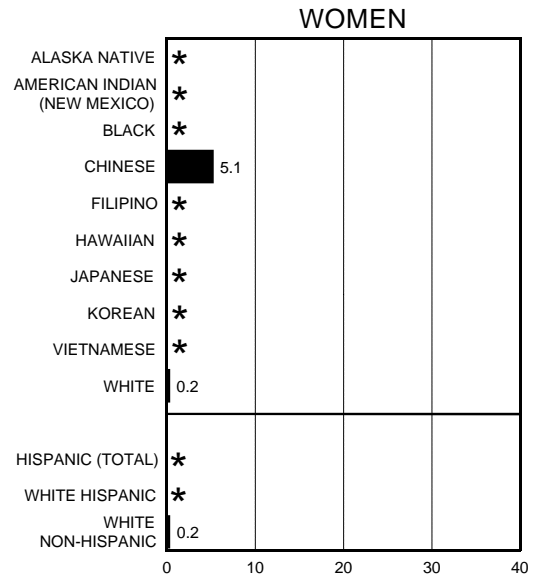 WOMEN
ALASKA NATIVE *
AMERICAN INDIAN
(NEW MEXICO) *
BLACK *
CHINESE 5.1
FILIPINO *
HAWAIIAN *
JAPANESE *
KOREAN *
VIETNAMESE *
WHITE 0.2
HISPANIC (TOTAL) *
WHITE HISPANIC *
WHITE
NON-HISPANIC 0.2
0 10 20 30 40